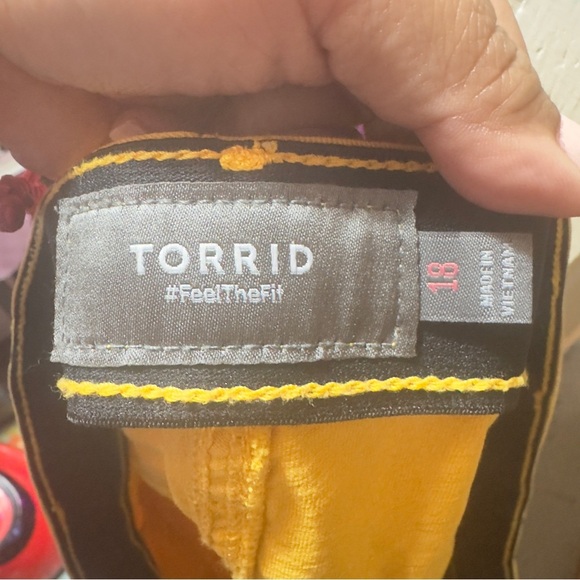 TORRID
#FeelTheFit
18
MADE IN
VIETNAM